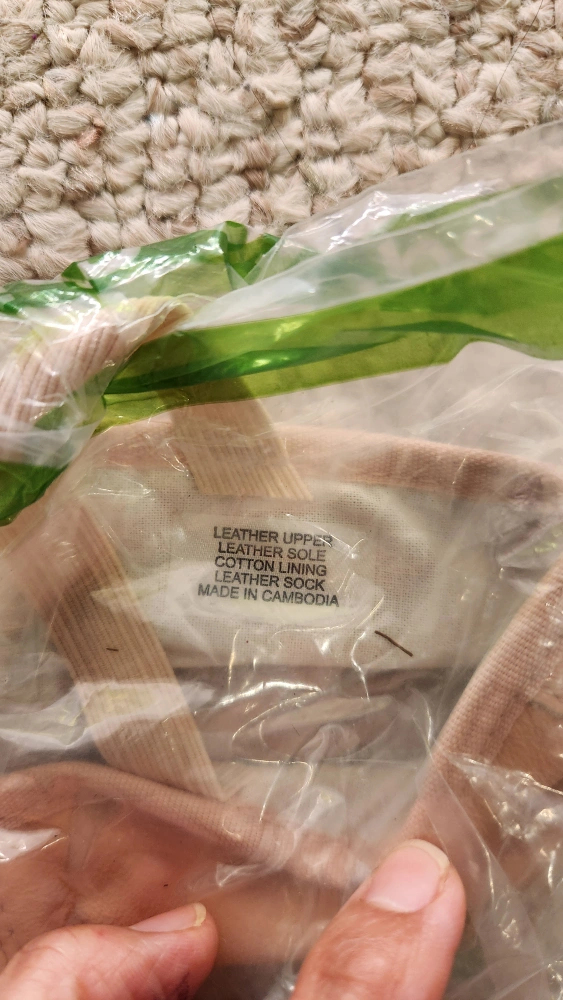 LEATHER UPPER
LEATHER SOLE
COTTON LINING
LEATHER SOCK
MADE IN CAMBODIA